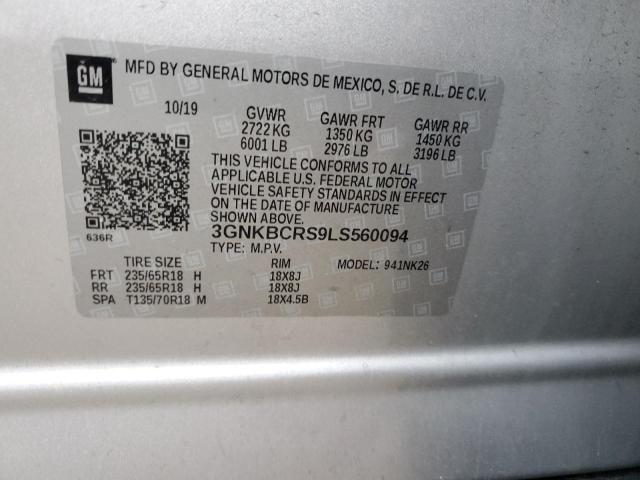 GM
MFD BY GENERAL MOTORS DE MEXICO, S. DE R.L. DE C.V.
10/19 GVWR GAWR FRT GAWR RR
2722 KG 1350 KG 1450 KG
6001 LB 2976 LB 3196 LB
THIS VEHICLE CONFORMS TO ALL
APPLICABLE U.S. FEDERAL MOTOR
VEHICLE SAFETY STANDARDS IN EFFECT
ON THE DATE OF MANUFACTURE
SHOWN ABOVE.
636R
3GNKBCRS9LS560094
TYPE: M.P.V. MODEL: 941NK26
TIRE SIZE RIM
FRT 235/65R18 H 18X8J
RR 235/65R18 H 18X8J
SPA T135/70R18 M 18X4.5B